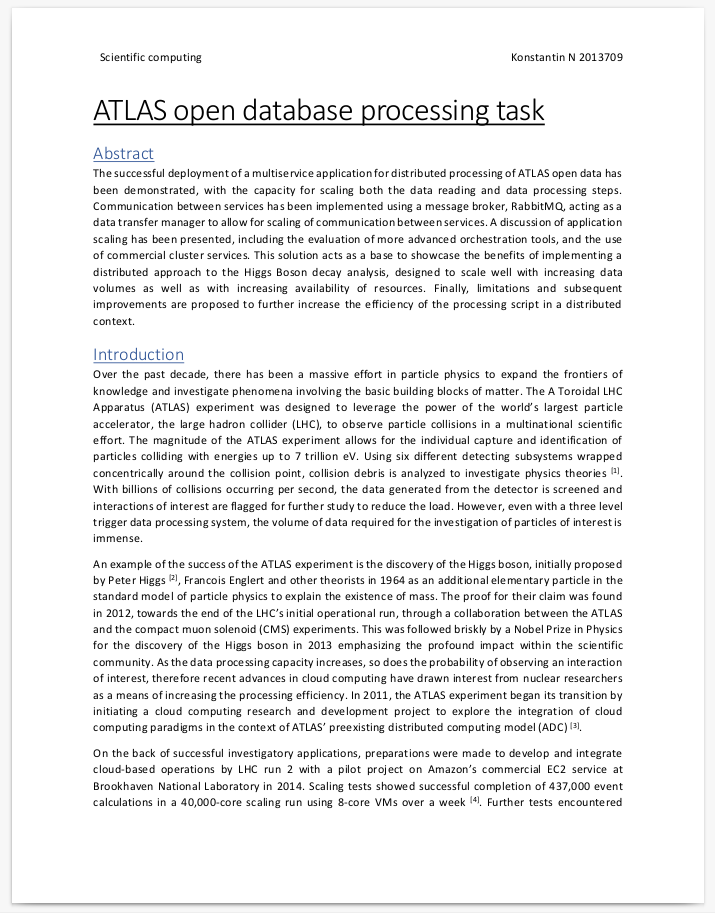 Scientific computing
Konstantin N 2013709
ATLAS open database processing task
Abstract
The successful deployment of a multiservice application for distributed processing of ATLAS open data has
been demonstrated, with the capacity for scaling both the data reading and data processing steps.
Communication between services has been implemented using a message broker, RabbitMQ, acting as a
data transfer manager to allow for scaling of communication between services. A discussion of application
scaling has been presented, including the evaluation of more advanced orchestration tools, and the use
of commercial cluster services. This solution acts as a base to showcase the benefits of implementing a
distributed approach to the Higgs Boson decay analysis, designed to scale well with increasing data
volumes as well as with increasing availability of resources. Finally, limitations and subsequent
improvements are proposed to further increase the efficiency of the processing script in a distributed
context.
Introduction
Over the past decade, there has been a massive effort in particle physics to expand the frontiers of
knowledge and investigate phenomena involving the basic building blocks of matter. The A Toroidal LHC
Apparatus (ATLAS) experiment was designed to leverage the power of the world's largest particle
accelerator, the large hadron collider (LHC), to observe particle collisions in a multinational scientific
effort. The magnitude of the ATLAS experiment allows for the individual capture and identification of
particles colliding with energies up to 7 trillion eV. Using six different detecting subsystems wrapped
concentrically around the collision point, collision debris is analyzed to investigate physics theories [1].
With billions of collisions occurring per second, the data generated from the detector is screened and
interactions of interest are flagged for further study to reduce the load. However, even with a three level
trigger data processing system, the volume of data required for the investigation of particles of interest is
immense.
An example of the success of the ATLAS experiment is the discovery of the Higgs boson, initially proposed
by Peter Higgs [2], Francois Englert and other theorists in 1964 as an additional elementary particle in the
standard model of particle physics to explain the existence of mass. The proof for their claim was found
in 2012, towards the end of the LHC's initial operational run, through a collaboration between the ATLAS
and the compact muon solenoid (CMS) experiments. This was followed briskly by a Nobel Prize in Physics
for the discovery of the Higgs boson in 2013 emphasizing the profound impact within the scientific
community. As the data processing capacity increases, so does the probability of observing an interaction
of interest, therefore recent advances in cloud computing have drawn interest from nuclear researchers
as a means of increasing the processing efficiency. In 2011, the ATLAS experiment began its transition by
initiating a cloud computing research and development project to explore the integration of cloud
computing paradigms in the context of ATLAS' preexisting distributed computing model (ADC) [3].
On the back of successful investigatory applications, preparations were made to develop and integrate
cloud-based operations by LHC run 2 with a pilot project on Amazon's commercial EC2 service at
Brookhaven National Laboratory in 2014. Scaling tests showed successful completion of 437,000 event
calculations in a 40,000-core scaling run using 8-core VMs over a week [4]. Further tests encountered